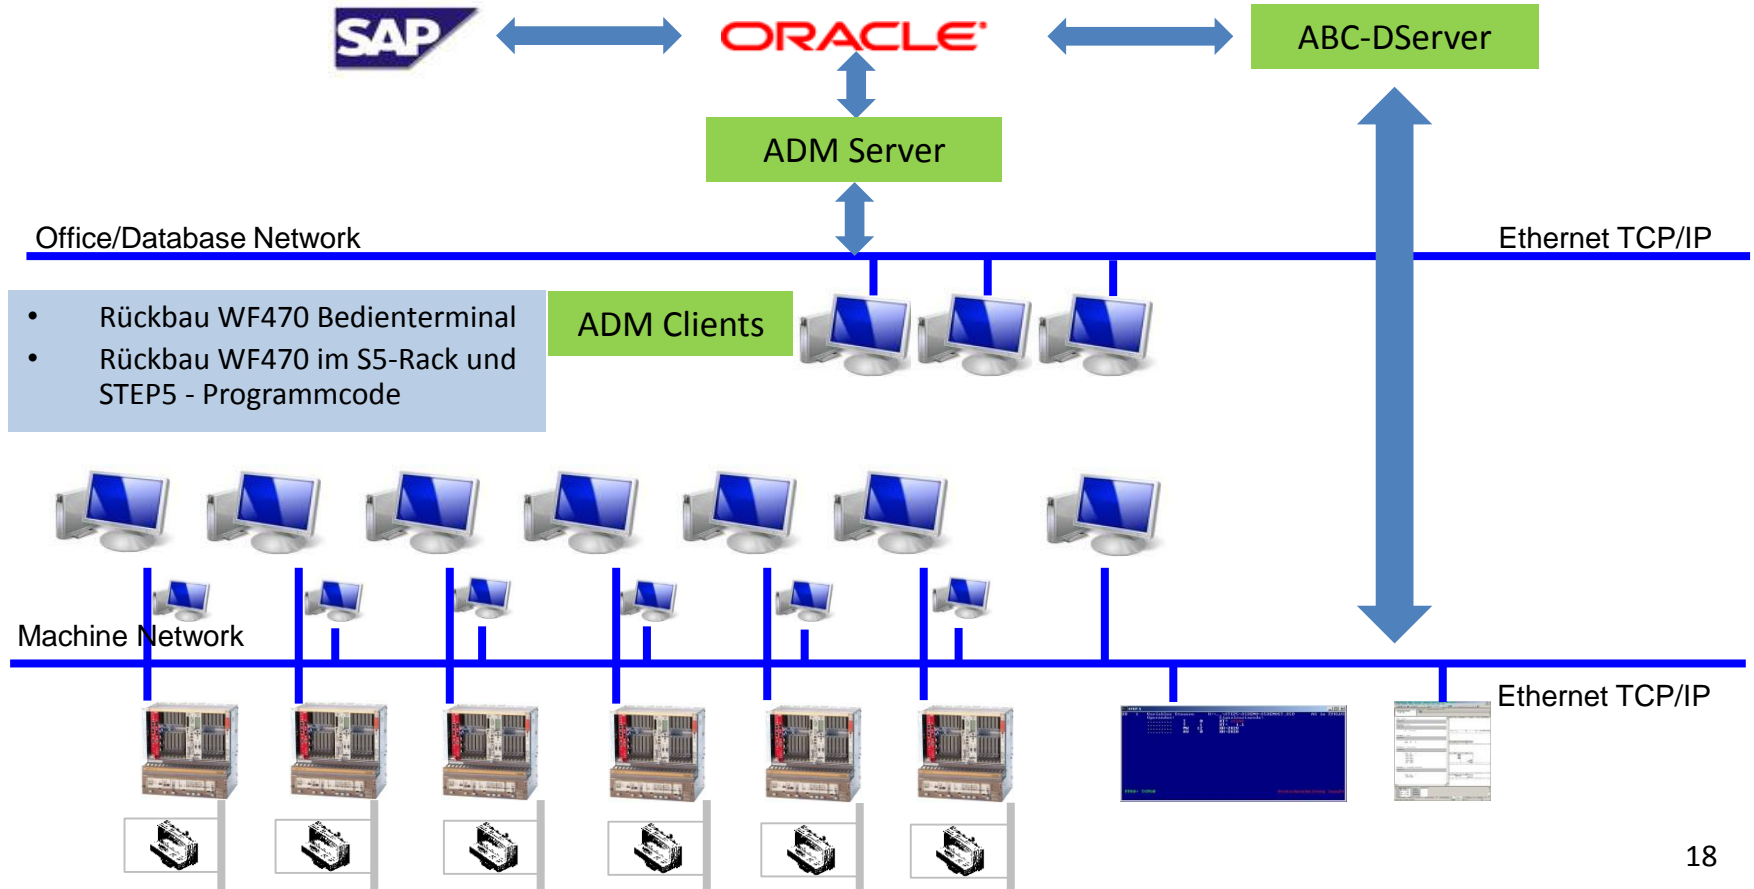 SAP
ORACLE
ABC-DServer
ADM Server
Office/Database Network
Ethernet TCP/IP
• Rückbau WF470 Bedienterminal
• Rückbau WF470 im S5-Rack und
STEP5 - Programmcode
ADM Clients
Machine Network
Ethernet TCP/IP
18